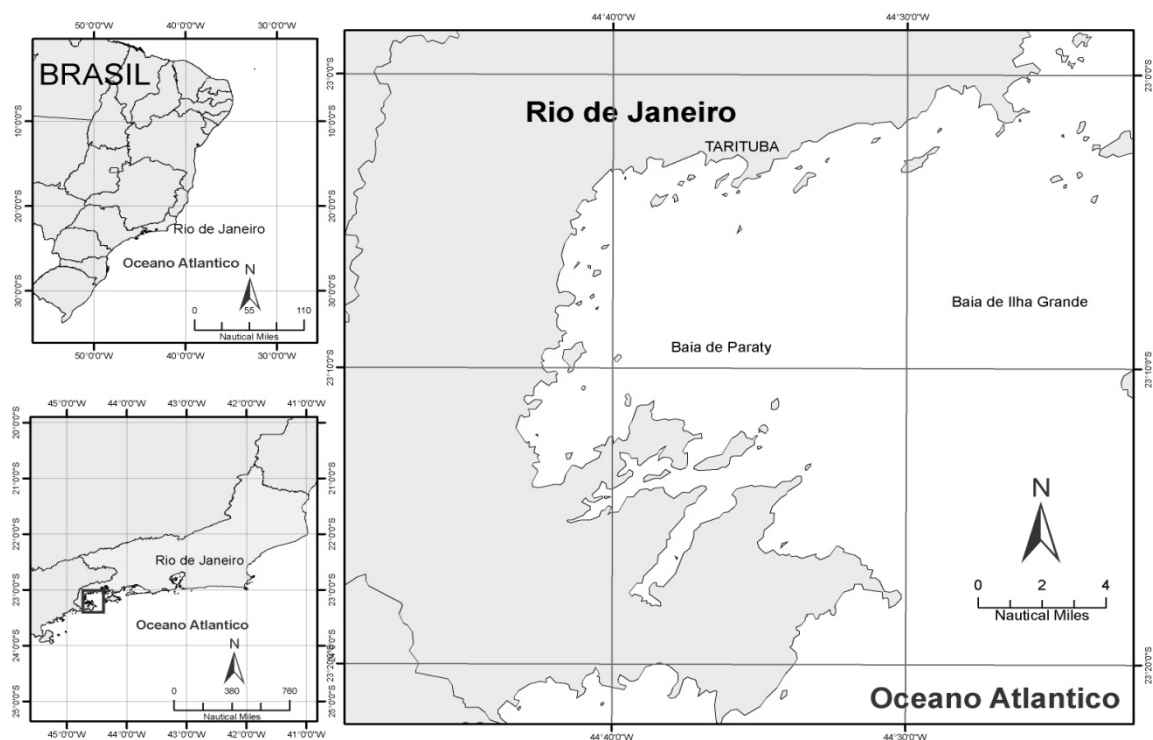 50°0'0"W 40°0'0"W 30°0'0"W
BRASIL
10°0'0"S 10°0'0"S
20°0'0"S 20°0'0"S
Rio de Janeiro
Oceano Atlantico
30°0'0"S 30°0'0"S
N
0 55 110
Nautical Miles
50°0'0"W 40°0'0"W 30°0'0"W
45°0'0"W 44°0'0"W 43°0'0"W 42°0'0"W 41°0'0"W
20°0'0"S 20°0'0"S
21°0'0"S 21°0'0"S
22°0'0"S 22°0'0"S
Rio de Janeiro
23°0'0"S 23°0'0"S
Oceano Atlantico
24°0'0"S 24°0'0"S
N
0 380 760
Nautical Miles
25°0'0"S 25°0'0"S
45°0'0"W 44°0'0"W 43°0'0"W 42°0'0"W 41°0'0"W
44°40'0"W 44°30'0"W
23°0'0"S 23°0'0"S
Rio de Janeiro
TARITUBA
Baia de Ilha Grande
Baia de Paraty
23°10'0"S 23°10'0"S
N
0 2 4
Nautical Miles
23°20'0"S 23°20'0"S
Oceano Atlantico
44°40'0"W 44°30'0"W